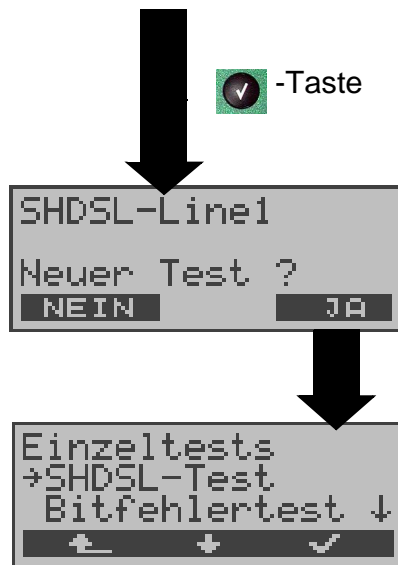 -Taste
SHDSL-Line1
Neuer Test ?
NEIN JA
Einzeltests
→SHDSL-Test
Bitfehlertest ↓